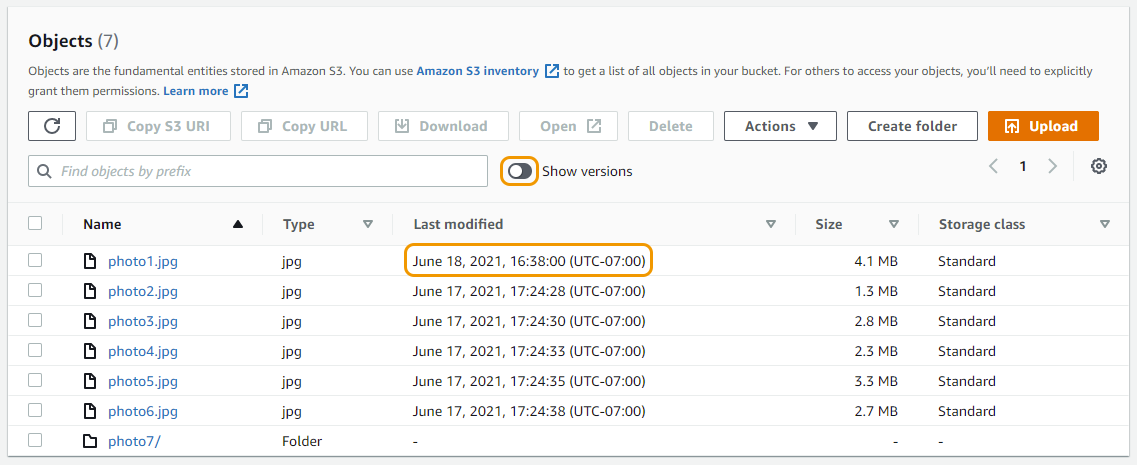 Objects (7)
Objects are the fundamental entities stored in Amazon S3. You can use Amazon S3 inventory to get a list of all objects in your bucket. For others to access your objects, you'll need to explicitly
grant them permissions. Learn more
Copy S3 URI Copy URL Download Open Delete Actions Create folder Upload
Find objects by prefix Show versions 1
Name Type Last modified Size Storage class
photo1.jpg jpg June 18, 2021, 16:38:00 (UTC-07:00) 4.1 MB Standard
photo2.jpg jpg June 17, 2021, 17:24:28 (UTC-07:00) 1.3 MB Standard
photo3.jpg jpg June 17, 2021, 17:24:30 (UTC-07:00) 2.8 MB Standard
photo4.jpg jpg June 17, 2021, 17:24:33 (UTC-07:00) 2.3 MB Standard
photo5.jpg jpg June 17, 2021, 17:24:35 (UTC-07:00) 3.3 MB Standard
photo6.jpg jpg June 17, 2021, 17:24:38 (UTC-07:00) 2.7 MB Standard
photo7/ Folder - - -